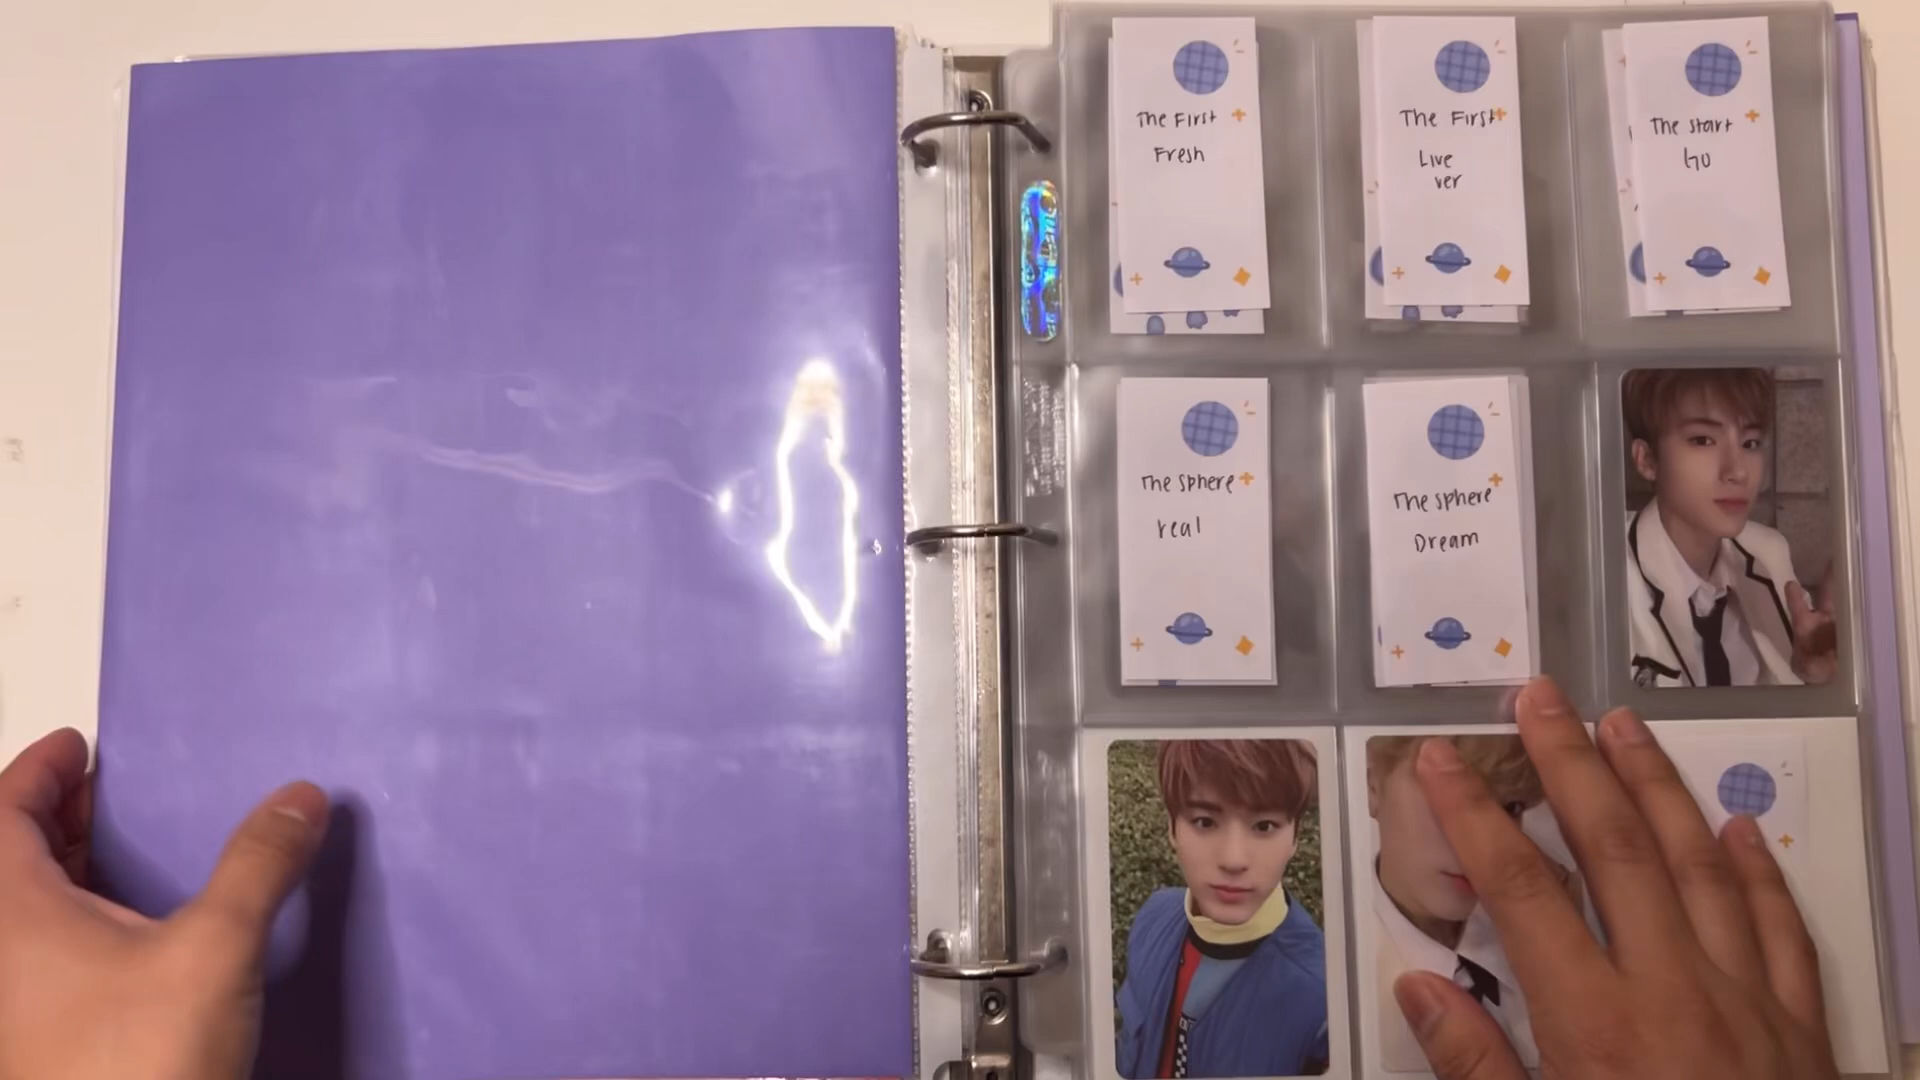 The First
Fresh
The First
Live
ver
The Start
Go
The Sphere
real
The Sphere
Dream